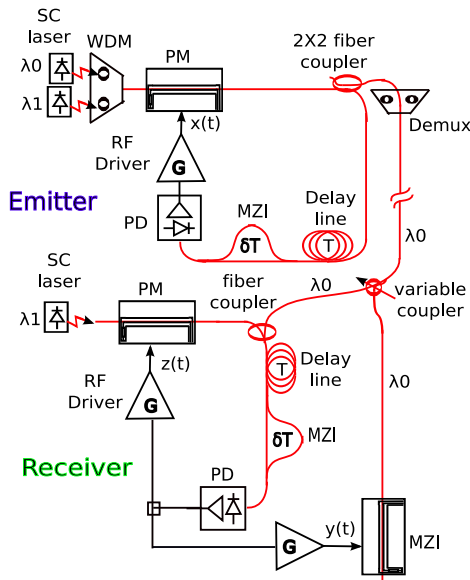 SC
laser
WDM
λ0
λ1
PM
2X2 fiber
coupler
Demux
x(t)
RF
Driver
G
Emitter
PD
MZI
δT
Delay
line
T
λ0
SC
laser
λ1
PM
fiber
coupler
λ0
variable
coupler
z(t)
RF
Driver
G
T
Delay
line
λ0
δT
MZI
Receiver
PD
G
y(t)
MZI